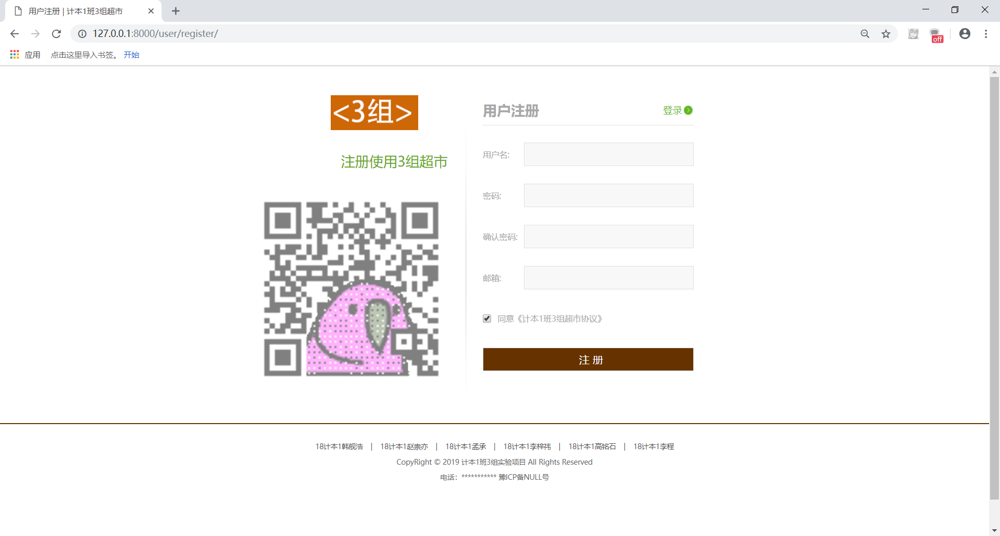 用户注册 | 计本1班3组超市
127.0.0.1:8000/user/register/
off
应用 点击这里导入书签。 开始
<3组>
注册使用3组超市
用户注册 登录
用户名:
密码:
确认密码:
邮箱:
同意《计本1班3组超市协议》
注 册
18计本1韩舰浩 | 18计本1赵崇亦 | 18计本1孟承 | 18计本1李梓祎 | 18计本1高铭石 | 18计本1李程
CopyRight © 2019 计本1班3组实验项目 All Rights Reserved
电话：*********** 豫ICP备NULL号